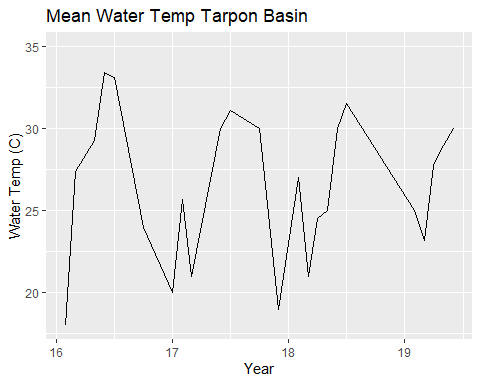 Mean Water Temp Tarpon Basin
35
30
25
20
Water Temp (C)
16 17 18 19
Year